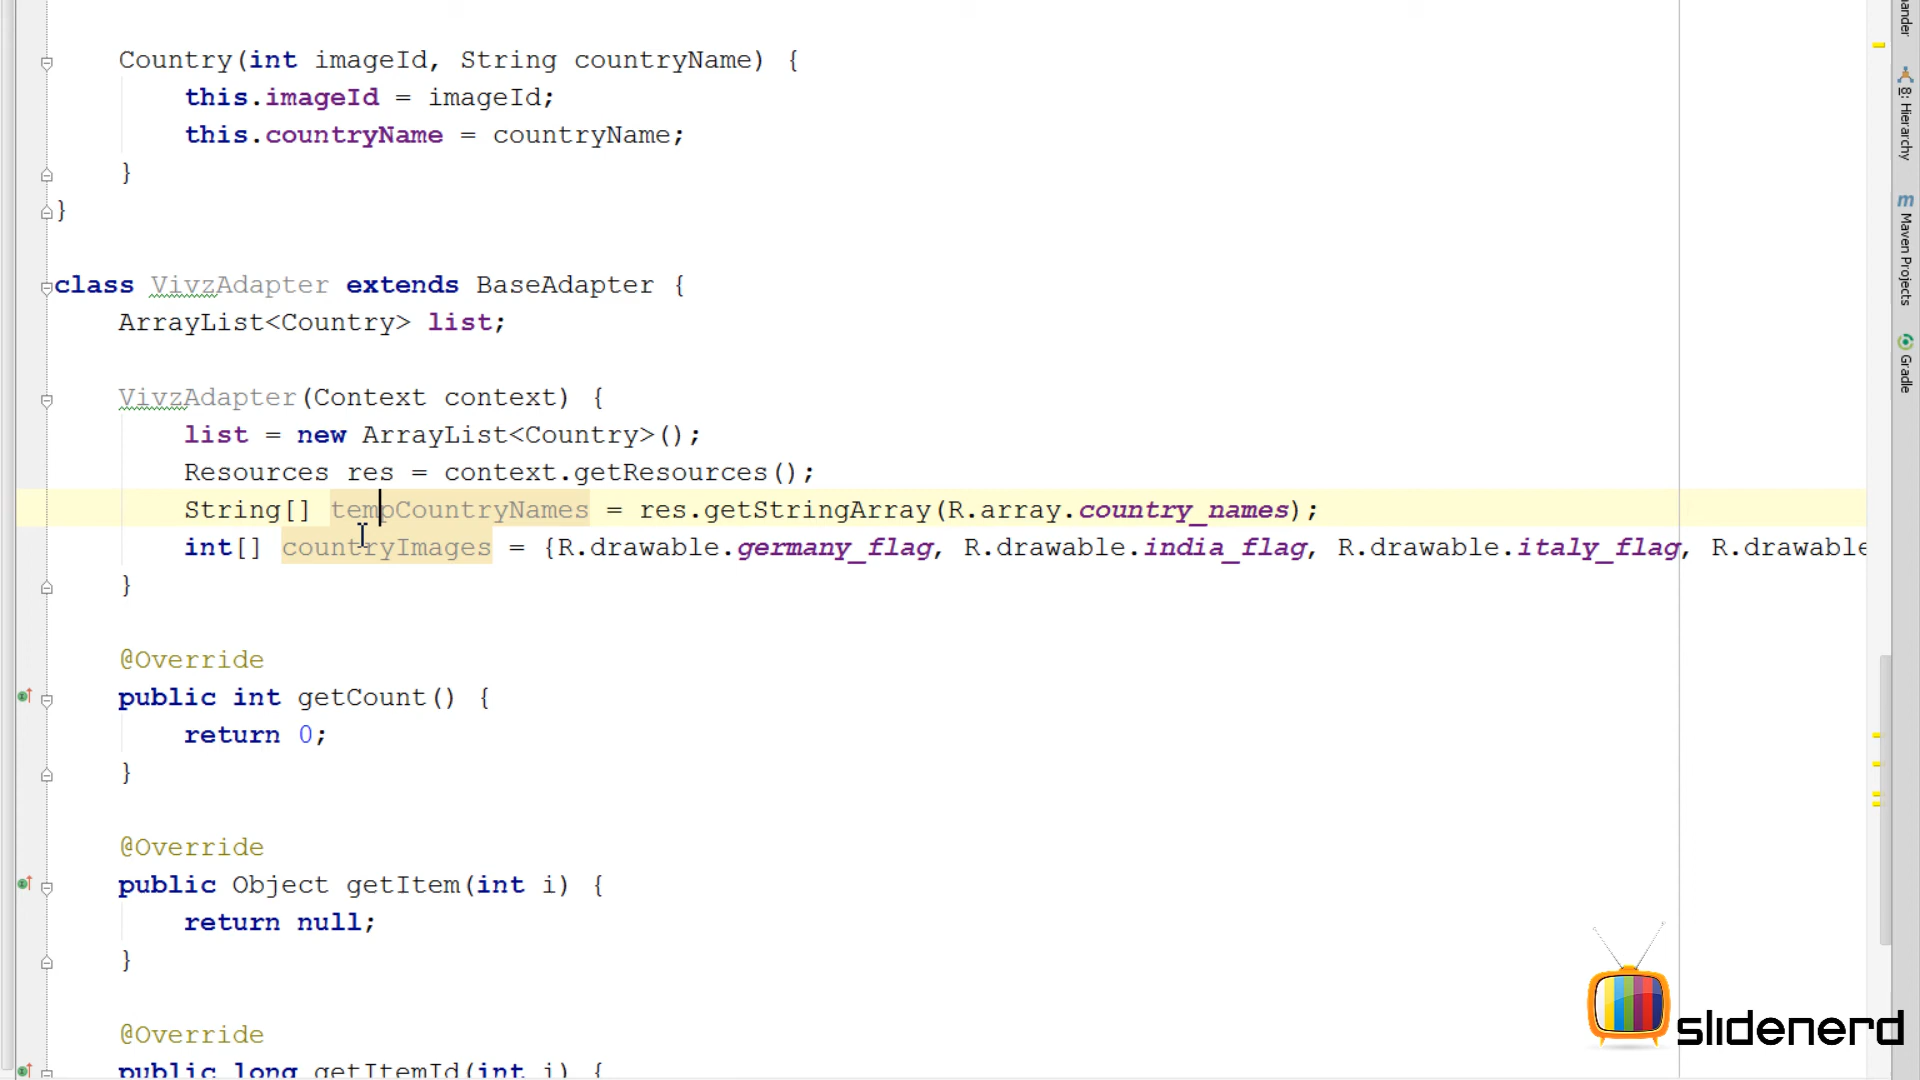 Country(int imageId, String countryName) {
this.imageId = imageId;
this.countryName = countryName;
}
}
class VivzAdapter extends BaseAdapter {
ArrayList<Country> list;
VivzAdapter(Context context) {
list = new ArrayList<Country>();
Resources res = context.getResources();
String[] tempCountryNames = res.getStringArray(R.array.country_names);
int[] countryImages = {R.drawable.germany_flag, R.drawable.india_flag, R.drawable.italy_flag, R.drawable
}
@Override
public int getCount() {
return 0;
}
@Override
public Object getItem(int i) {
return null;
}
@Override
public long getItemId(int i) {
ander
8: Hierarchy
m Maven Projects
Gradle
slidenerd